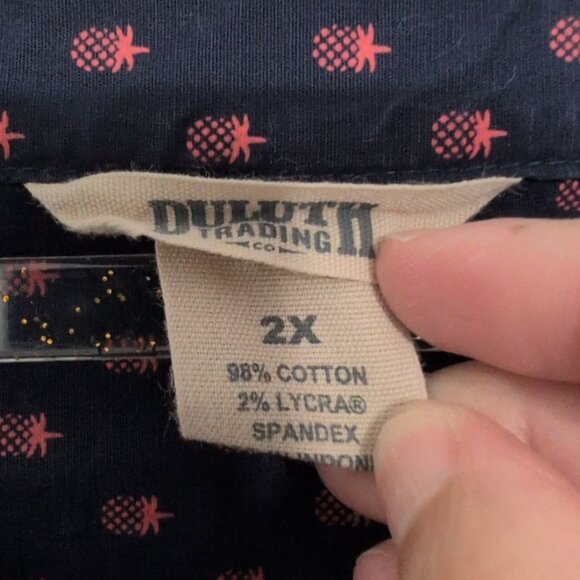 DULUTH
TRADING
CO
2X
98% COTTON
2% LYCRA®
SPANDEX